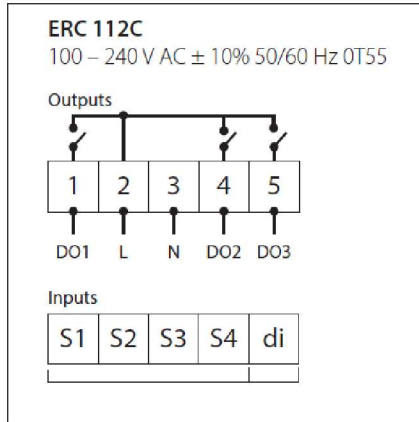 ERC 112C
100 – 240 V AC ± 10% 50/60 Hz 0T55
Outputs
1 2 3 4 5
DO1 L N DO2 DO3
Inputs
S1 S2 S3 S4 di